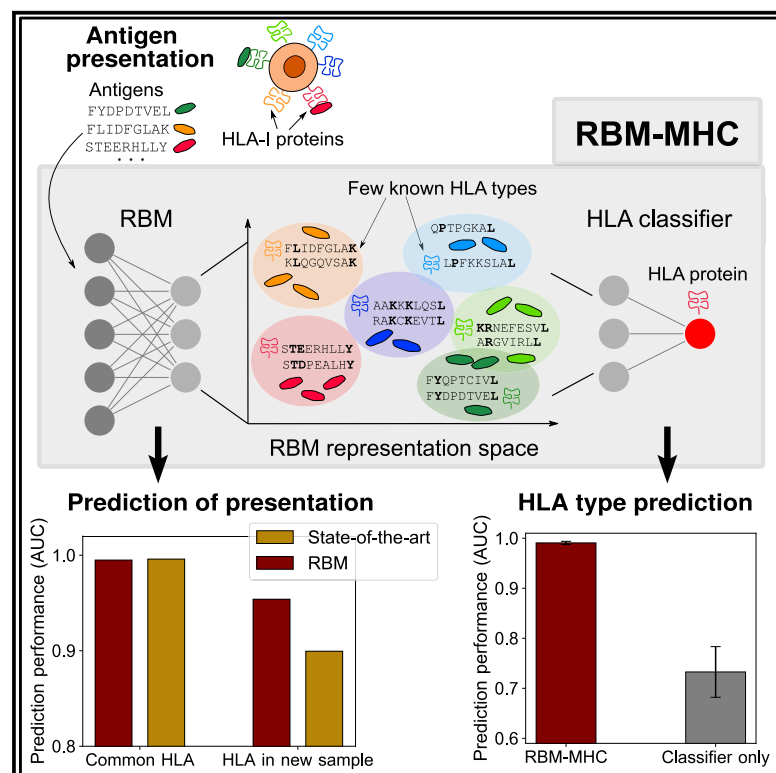 Antigen
presentation
Antigens
FYDPDTVEL
FLIDFGLAK
STEERHLLY
...
HLA-I proteins
RBM-MHC
RBM
Few known HLA types
HLA classifier
FLIDFGLAK
KLQGQVSAK
QPTPGKAL
LPFKKSLAL
HLA protein
AAKKKLQSL
RAKCKEVTL
KRNEFESVL
ARGVIRLL
STEERHLLY
STDPEALHY
FYQPTCIVL
FYDPDTVEL
RBM representation space
Prediction of presentation
State-of-the-art
RBM
Prediction performance (AUC)
1.0
0.9
0.8
Common HLA
HLA in new sample
HLA type prediction
Prediction performance (AUC)
1.0
0.9
0.8
0.7
0.6
RBM-MHC
Classifier only